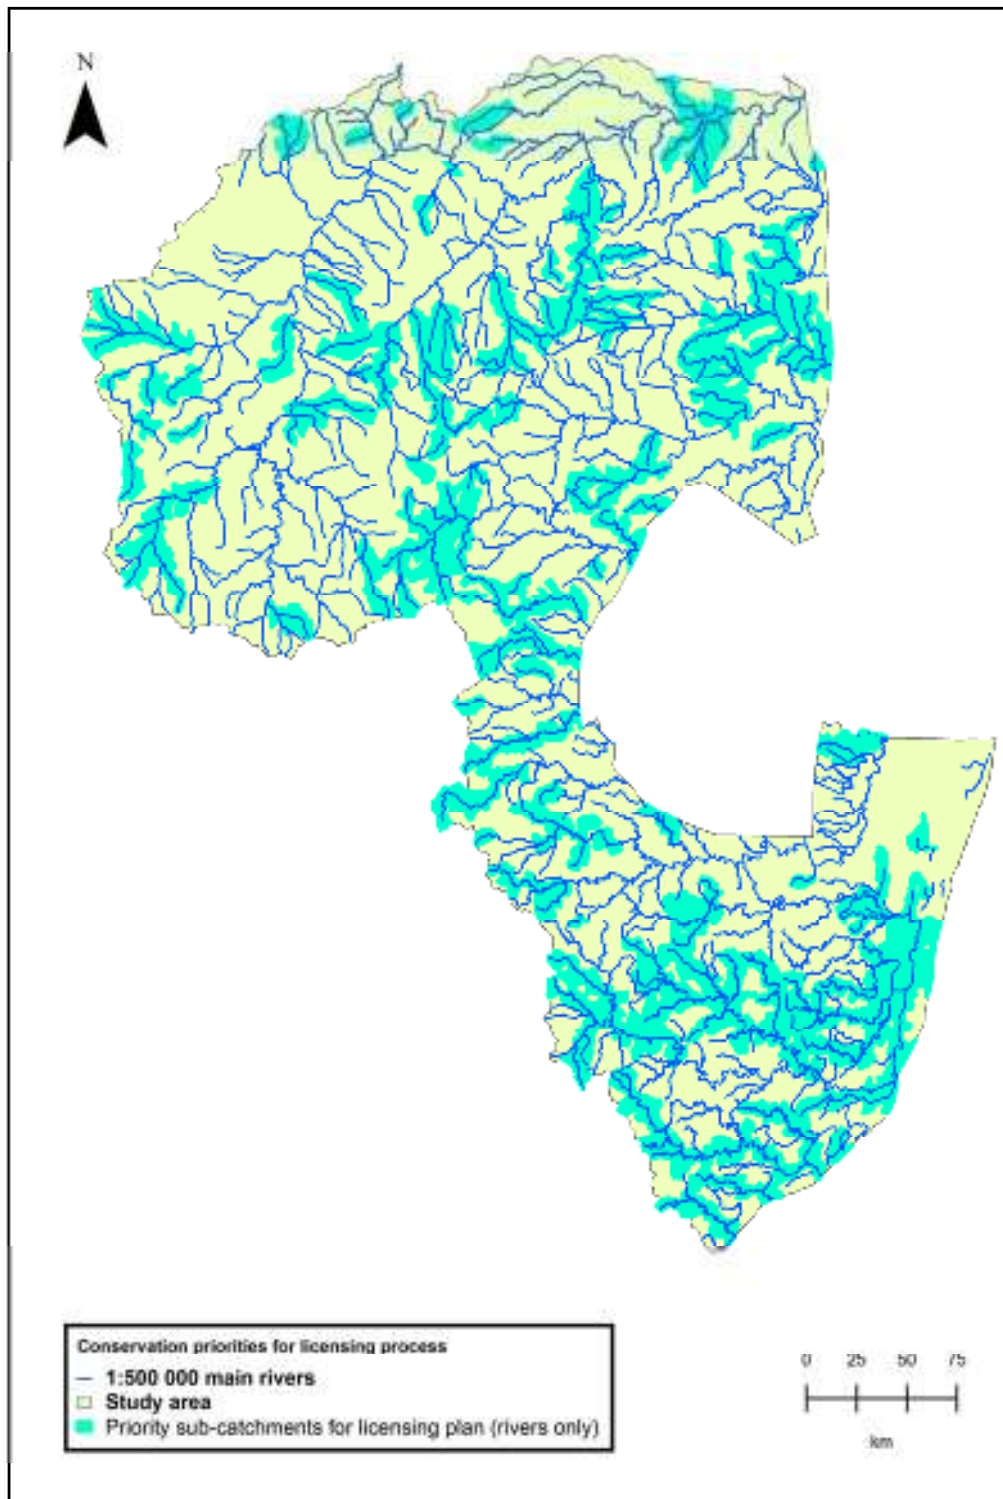 N
Conservation priorities for licensing process
1:500 000 main rivers
Study area
Priority sub-catchments for licensing plan (rivers only)
0 25 50 75
km